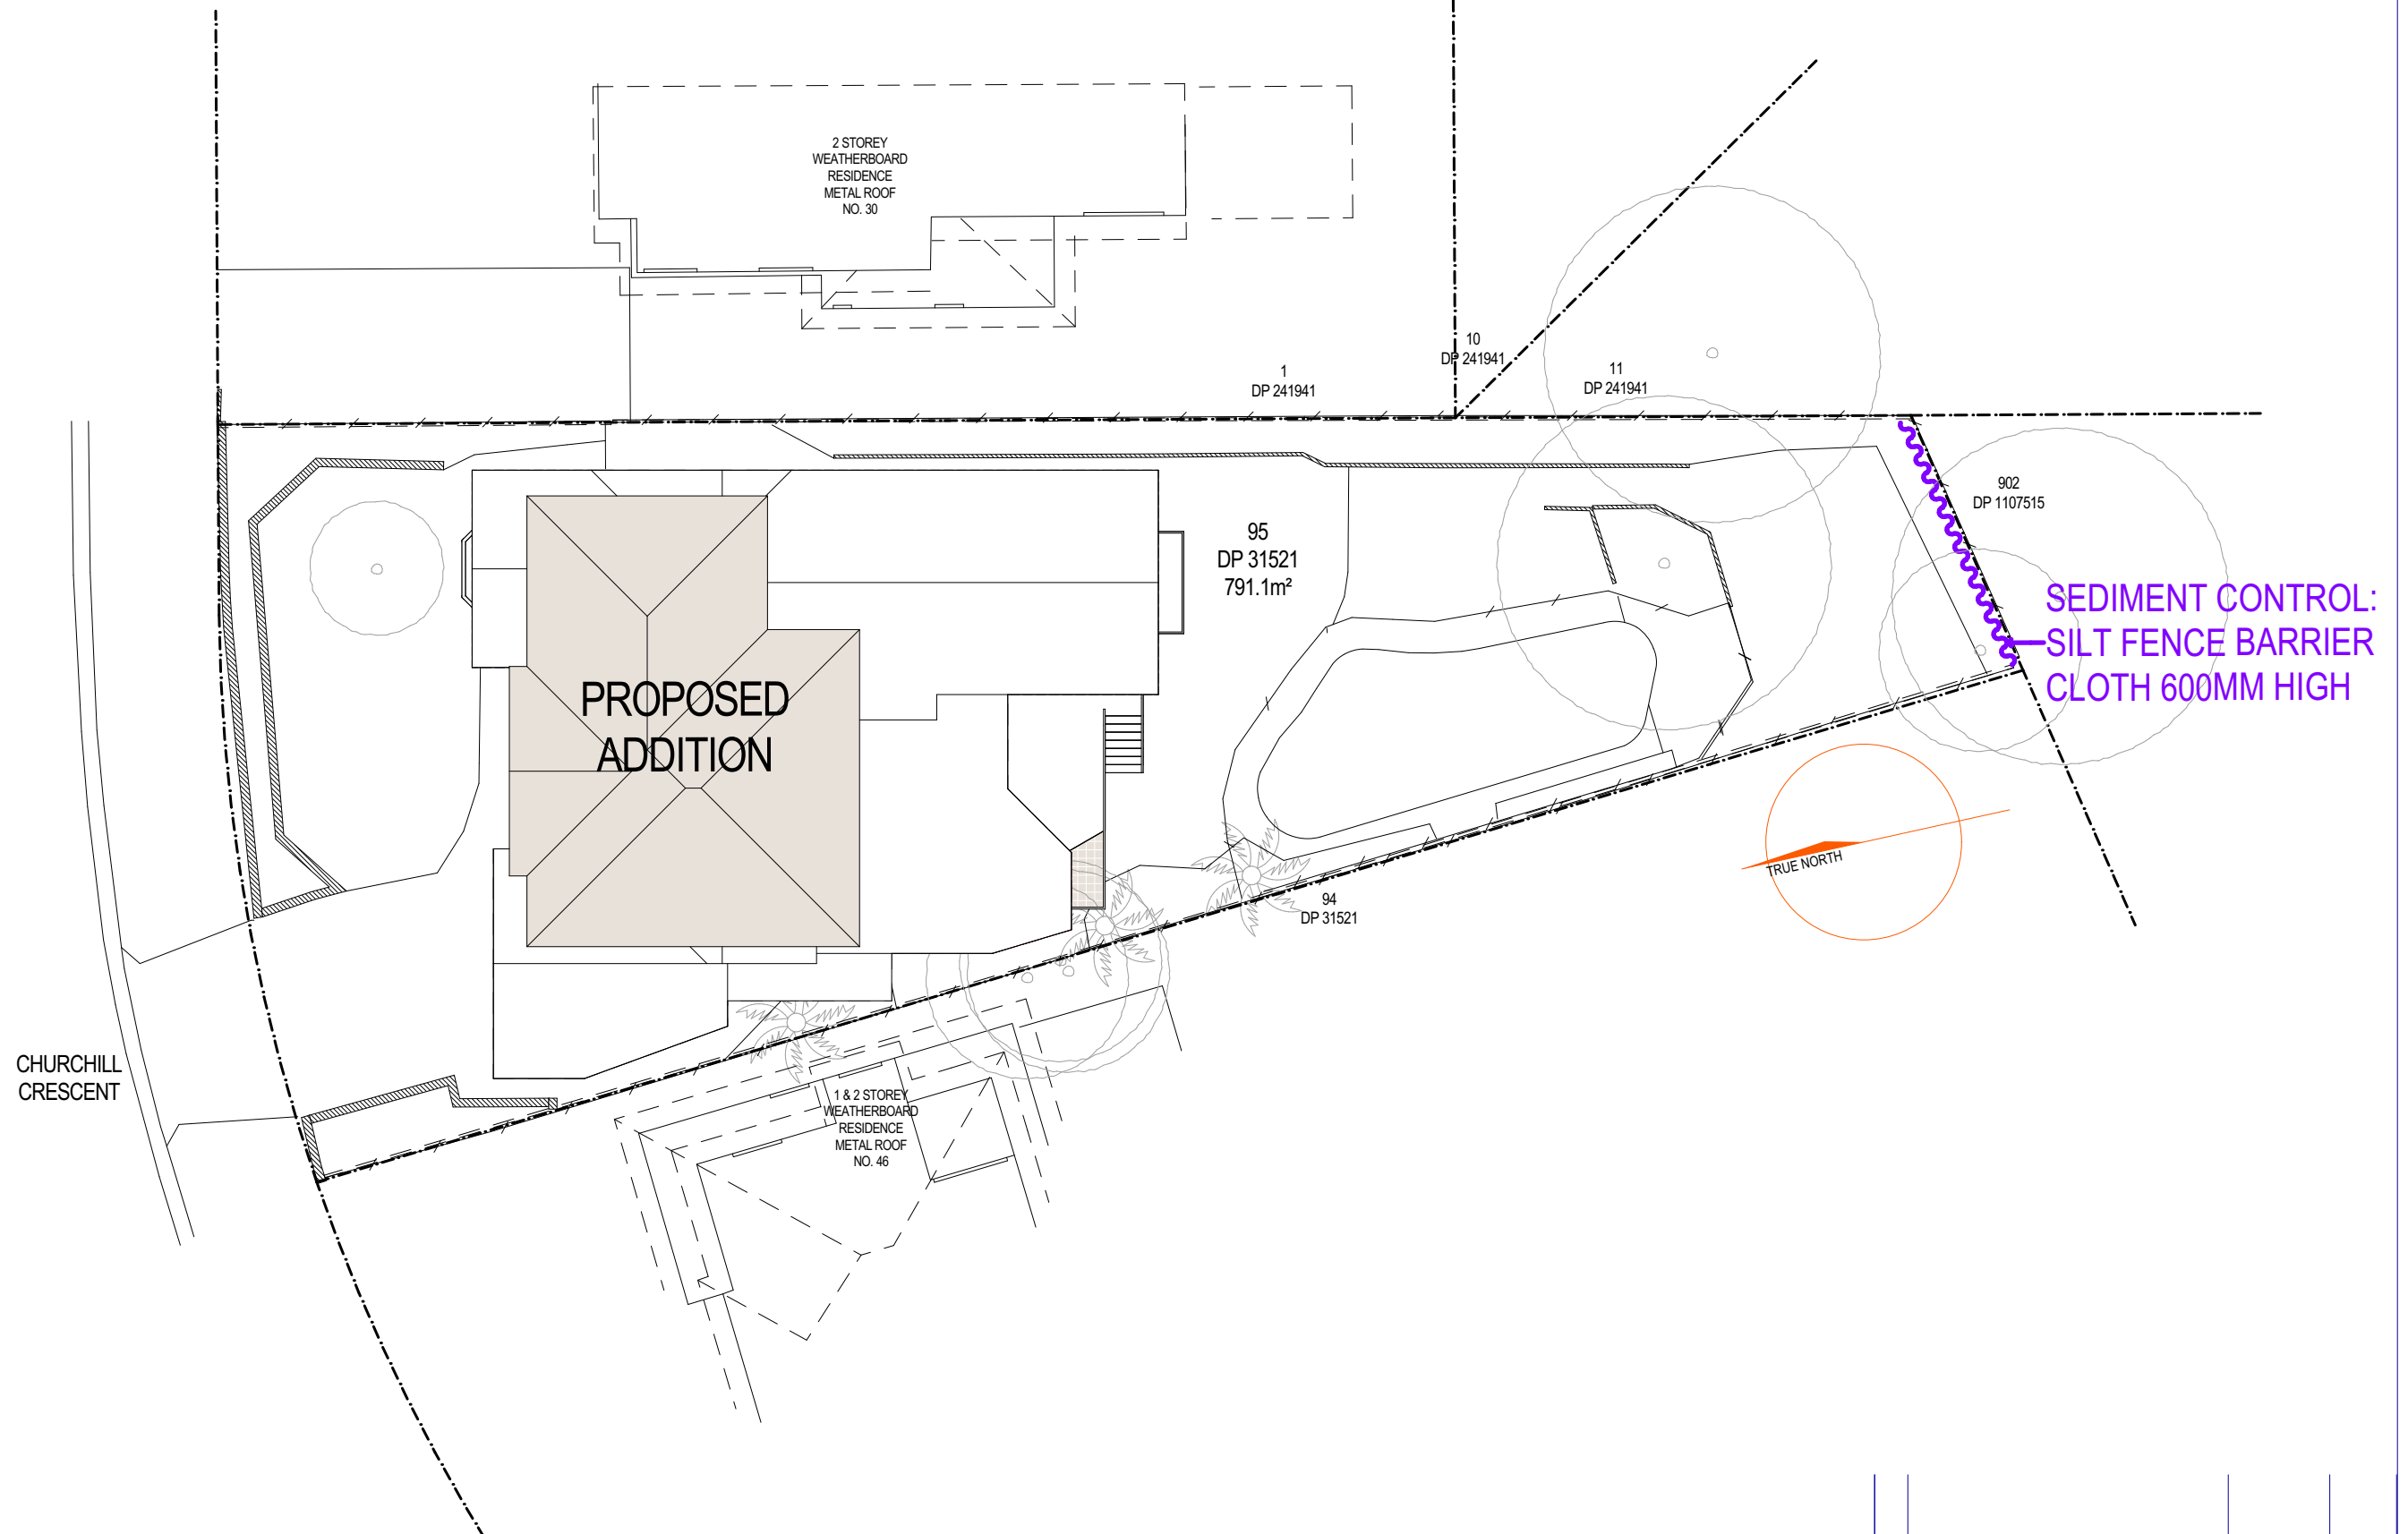 2 STOREY
WEATHERBOARD
RESIDENCE
METAL ROOF
NO. 30
10
DP 241941
1
DP 241941
11
DP 241941
902
DP 1107515
95
DP 31521
791.1m²
SEDIMENT CONTROL:
SILT FENCE BARRIER
CLOTH 600MM HIGH
PROPOSED
ADDITION
TRUE NORTH
94
DP 31521
CHURCHILL
CRESCENT
1 & 2 STOREY
WEATHERBOARD
RESIDENCE
METAL ROOF
NO. 46